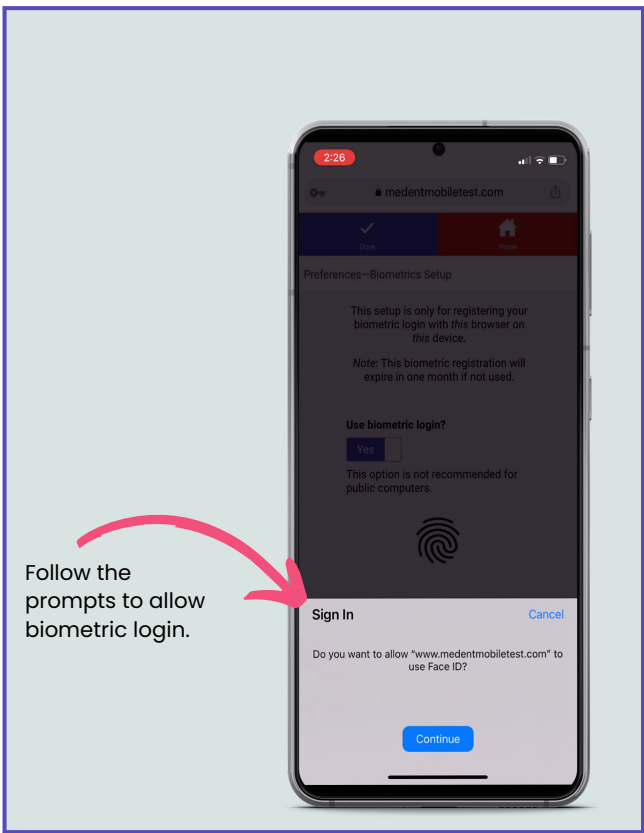 2:26
medentmobiletest.com
Done
Home
Preferences—Biometrics Setup
This setup is only for registering your
biometric login with this browser on
this device.
Note: This biometric registration will
expire in one month if not used.
Use biometric login?
Yes
This option is not recommended for
public computers.
Follow the
prompts to allow
biometric login.
Sign In
Cancel
Do you want to allow “www.medentmobiletest.com” to
use Face ID?
Continue